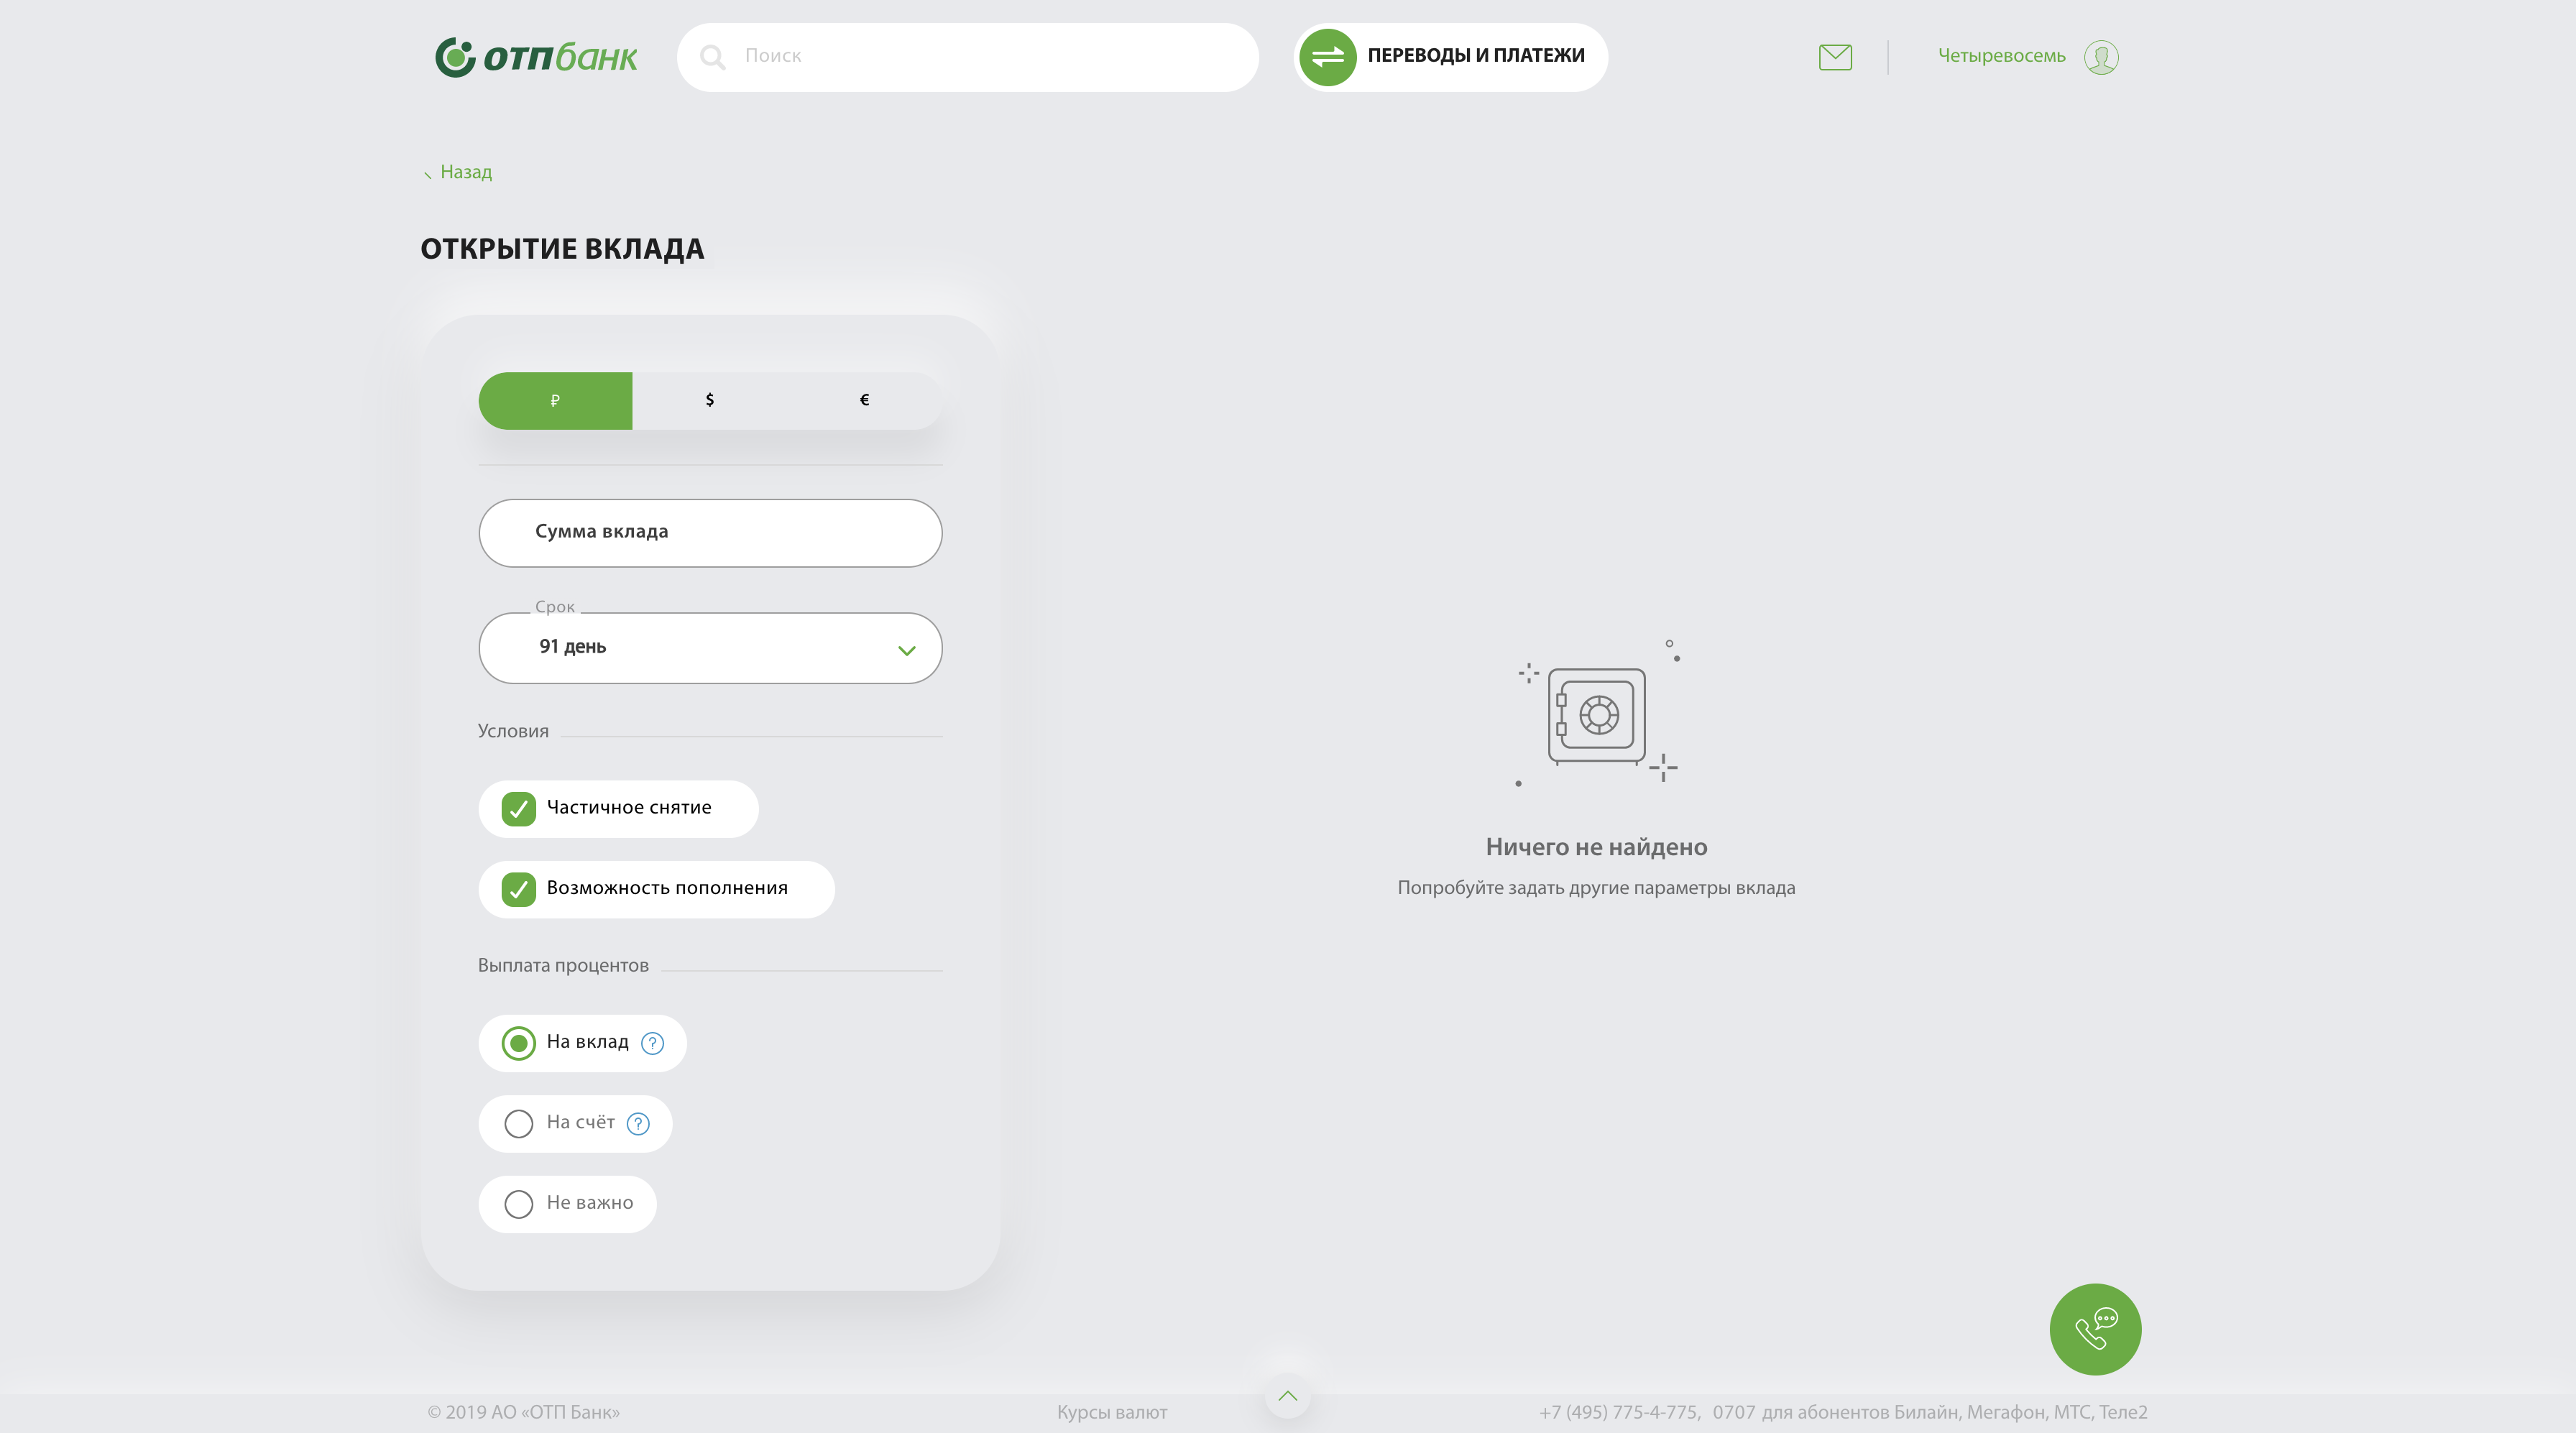 отпбанк
Поиск
ПЕРЕВОДЫ И ПЛАТЕЖИ
Четыревосемь
Назад
ОТКРЫТИЕ ВКЛАДА
₽ $ €
Сумма вклада
Срок
91 день
Условия
Частичное снятие
Возможность пополнения
Выплата процентов
На вклад ?
На счёт ?
Не важно
Ничего не найдено
Попробуйте задать другие параметры вклада
© 2019 АО «ОТП Банк» Курсы валют +7 (495) 775-4-775, 0707 для абонентов Билайн, Мегафон, МТС, Теле2